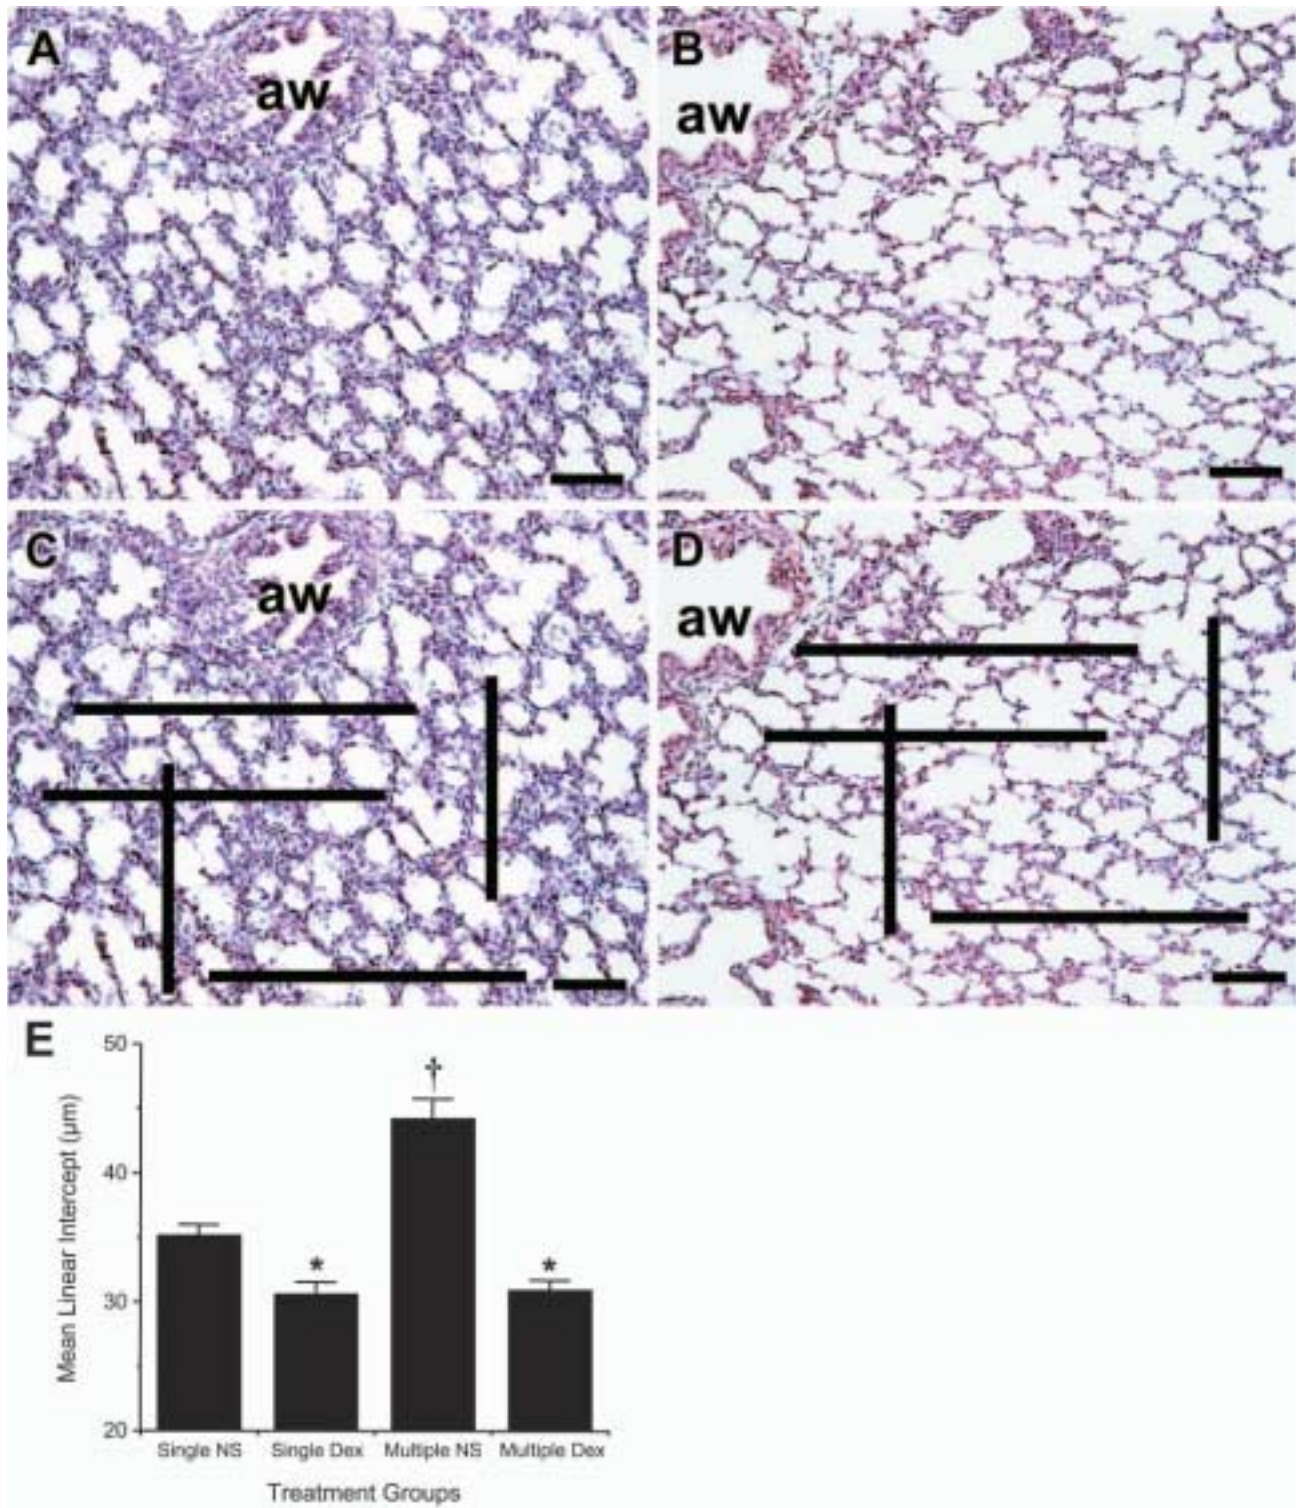 A
aw
B
aw
C
aw
D
aw
E
50
40
30
20
Mean Linear Intercept (µm)
†
*
*
Single NS
Single Dex
Multiple NS
Multiple Dex
Treatment Groups